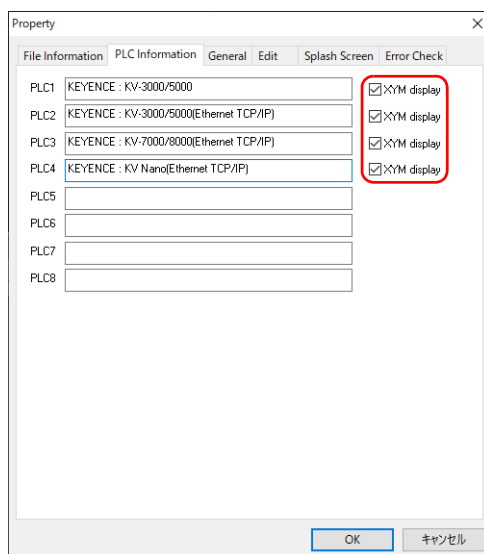 Property
File Information PLC Information General Edit Splash Screen Error Check
PLC1 KEYENCE : KV-3000/5000 XYM display
PLC2 KEYENCE : KV-3000/5000(Ethernet TCP/IP) XYM display
PLC3 KEYENCE : KV-7000/8000(Ethernet TCP/IP) XYM display
PLC4 KEYENCE : KV Nano(Ethernet TCP/IP) XYM display
PLC5
PLC6
PLC7
PLC8
OK キャンセル